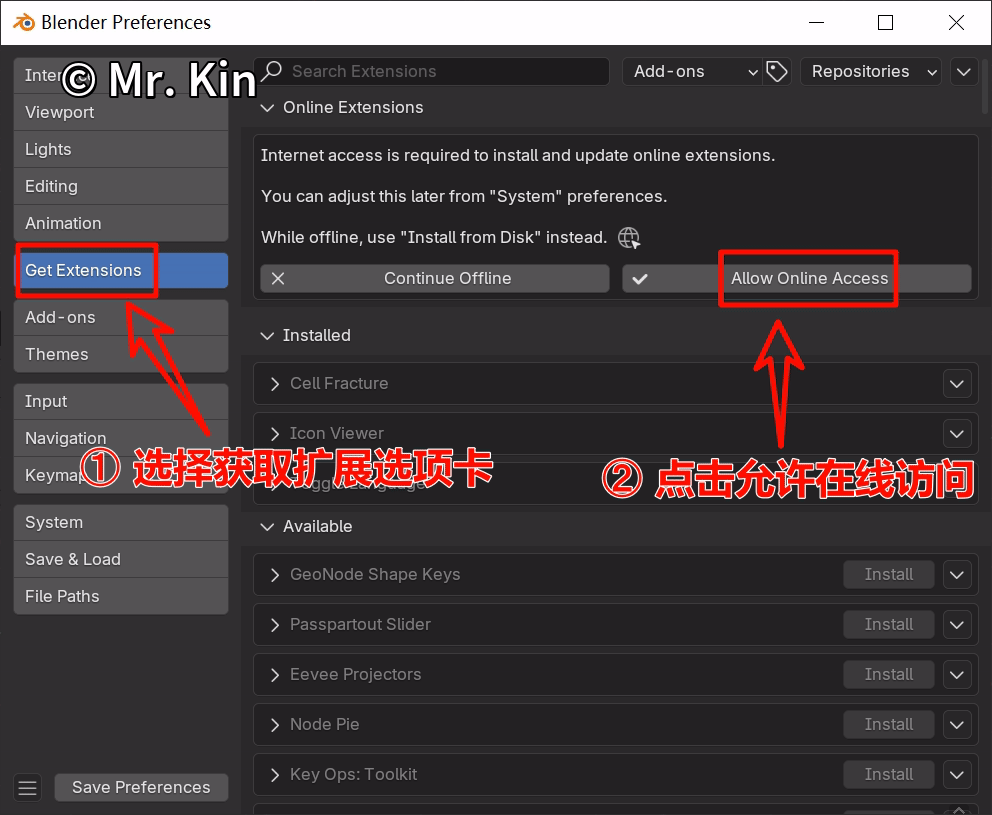 Blender Preferences
© Mr. Kin
Viewport
Lights
Editing
Animation
Get Extensions
Add-ons
Themes
Input
Navigation
Keymap
System
Save & Load
File Paths
Save Preferences
Search Extensions
Add-ons
Repositories
Online Extensions
Internet access is required to install and update online extensions.
You can adjust this later from "System" preferences.
While offline, use "Install from Disk" instead.
Continue Offline
Allow Online Access
Installed
Cell Fracture
Icon Viewer
① 选择获取扩展选项卡
② 点击允许在线访问
Available
GeoNode Shape Keys Install
Passpartout Slider Install
Eevee Projectors Install
Node Pie Install
Key Ops: Toolkit Install